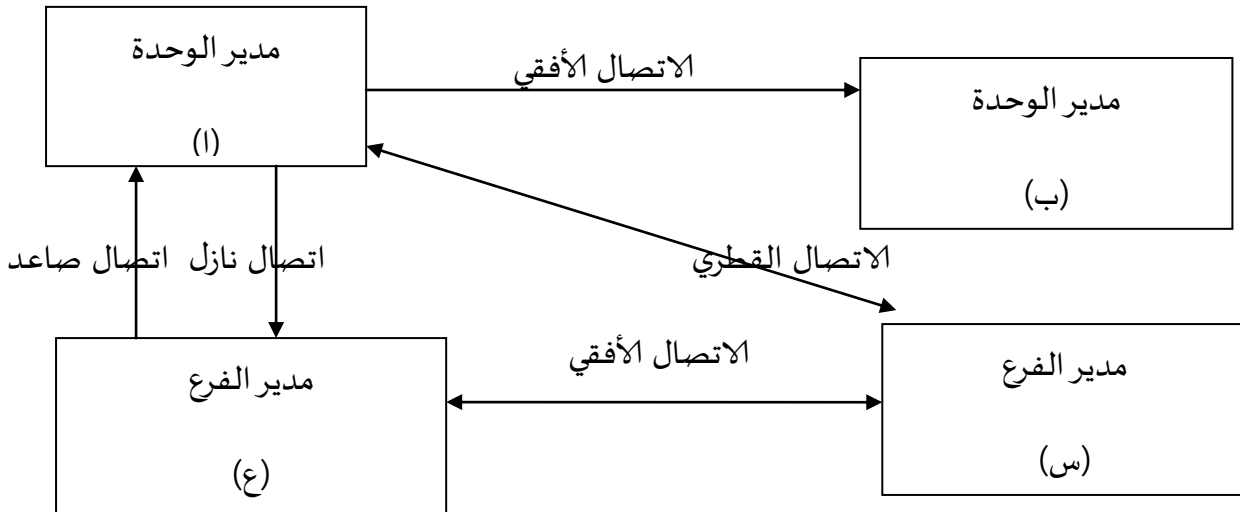 مدير الوحدة
(ا)
الاتصال الأفقي
مدير الوحدة
(ب)
اتصال صاعد
اتصال نازل
الاتصال القطري
مدير الفرع
(ع)
الاتصال الأفقي
مدير الفرع
(س)